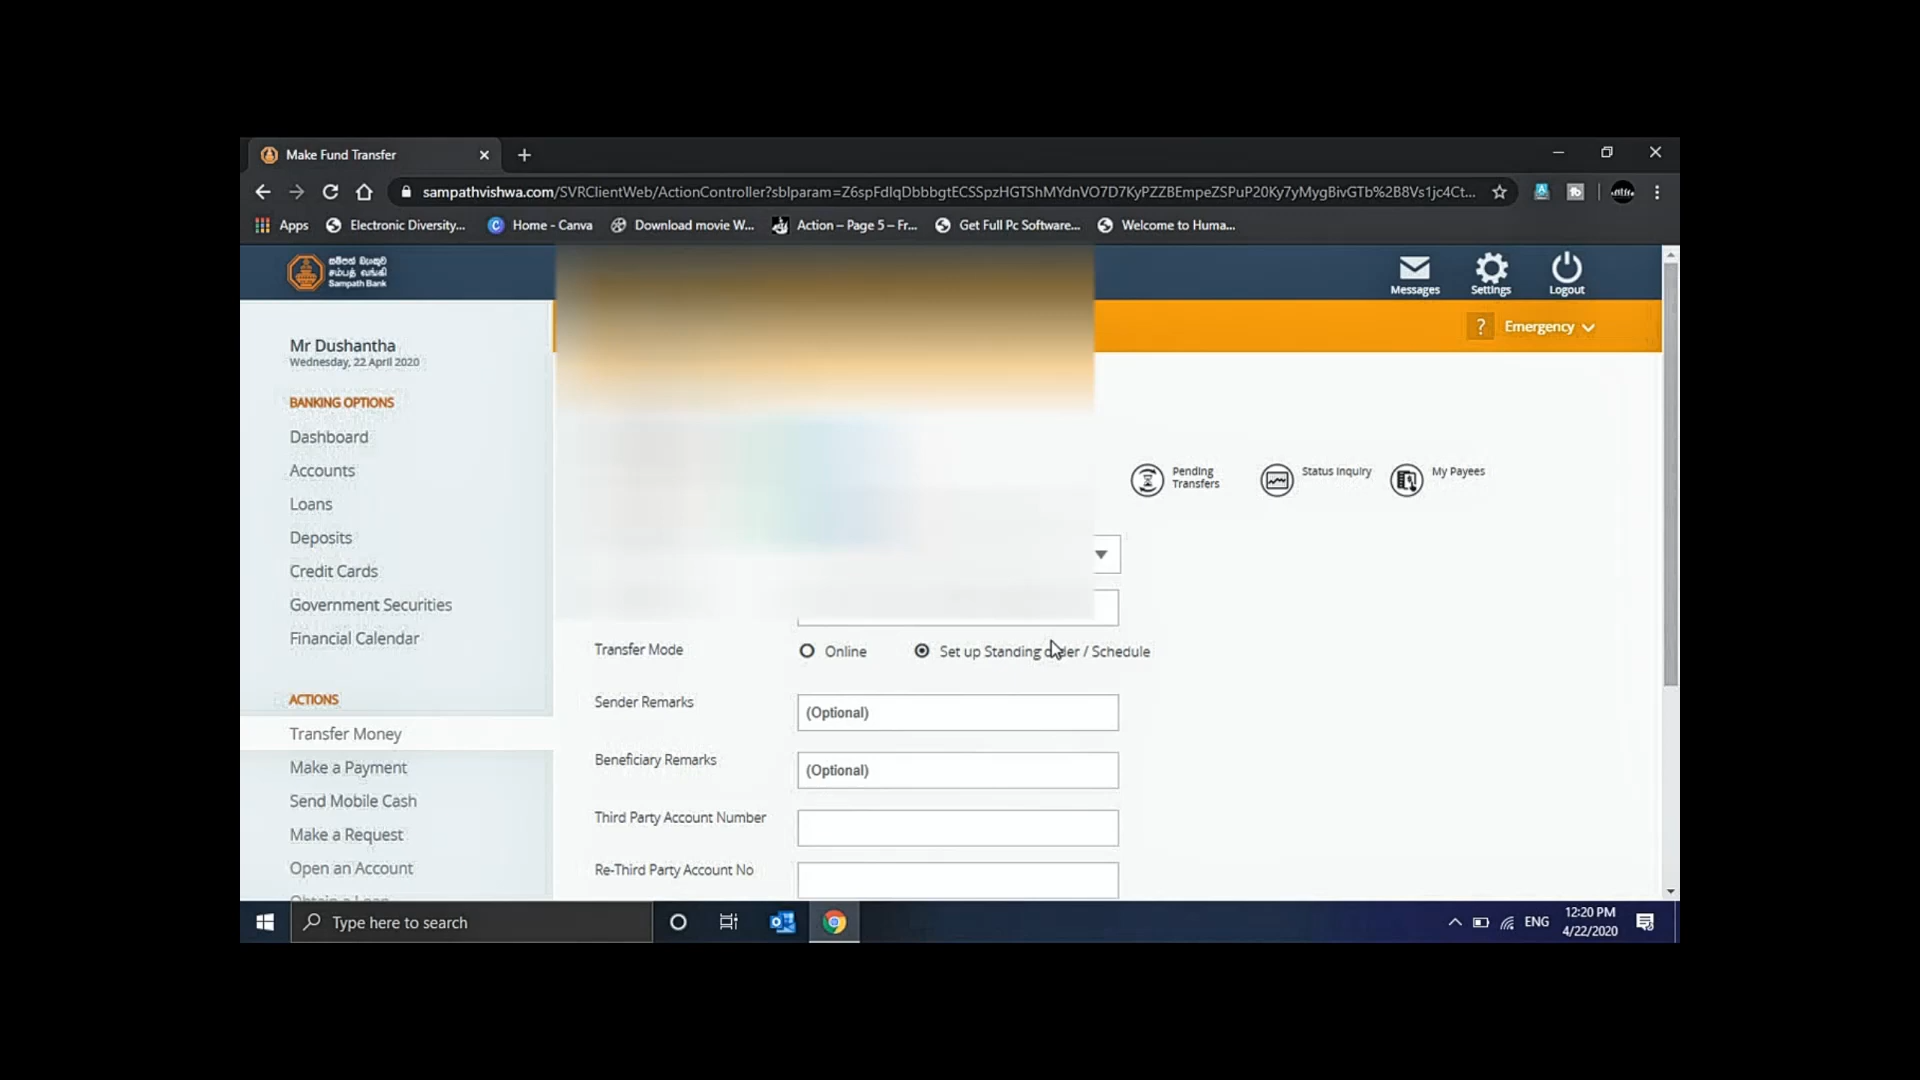 Make Fund Transfer
sampathvishwa.com/SVRClientWeb/ActionController?sblparam=Z6spFdlqDbbbgtECSSpzHGTShMYdnVO7D7KyPZZBEmpeZSPuP20Ky7yMygBivGTb%2B8Vs1jc4Ct...
Apps
Electronic Diversity...
Home - Canva
Download movie W...
Action – Page 5 – Fr...
Get Full Pc Software...
Welcome to Huma...
සම්පත් බැංකුව
சம்பத் வங்கி
Sampath Bank
Messages
Settings
Logout
? Emergency
Mr Dushantha
Wednesday, 22 April 2020
BANKING OPTIONS
Dashboard
Accounts
Loans
Deposits
Credit Cards
Government Securities
Financial Calendar
ACTIONS
Transfer Money
Make a Payment
Send Mobile Cash
Make a Request
Open an Account
Pending
Transfers
Status Inquiry
My Payees
Transfer Mode
Online
Set up Standing order / Schedule
Sender Remarks
(Optional)
Beneficiary Remarks
(Optional)
Third Party Account Number
Re-Third Party Account No
Type here to search
ENG
12:20 PM
4/22/2020